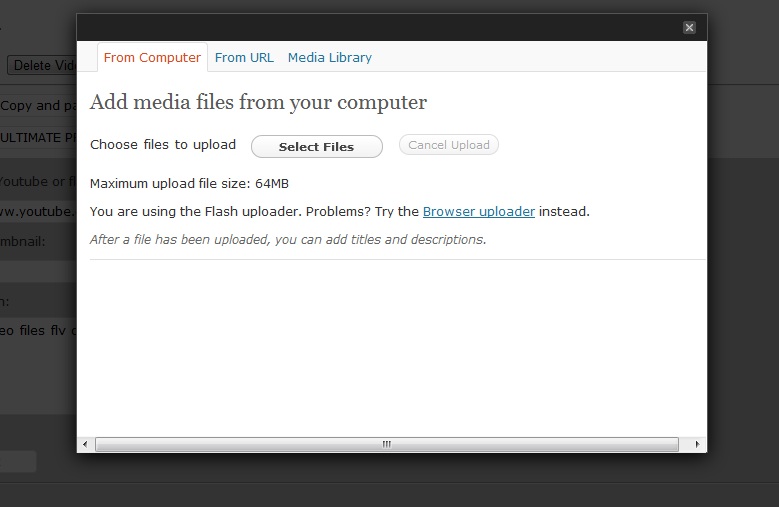 From Computer From URL Media Library
Delete
Add media files from your computer
Copy and
Choose files to upload Select Files Cancel Upload
ULTIMATE
Maximum upload file size: 64MB
Youtube or
You are using the Flash uploader. Problems? Try the Browser uploader instead.
ww.youtube.
mbnail:
After a file has been uploaded, you can add titles and descriptions.
n:
eo files flv